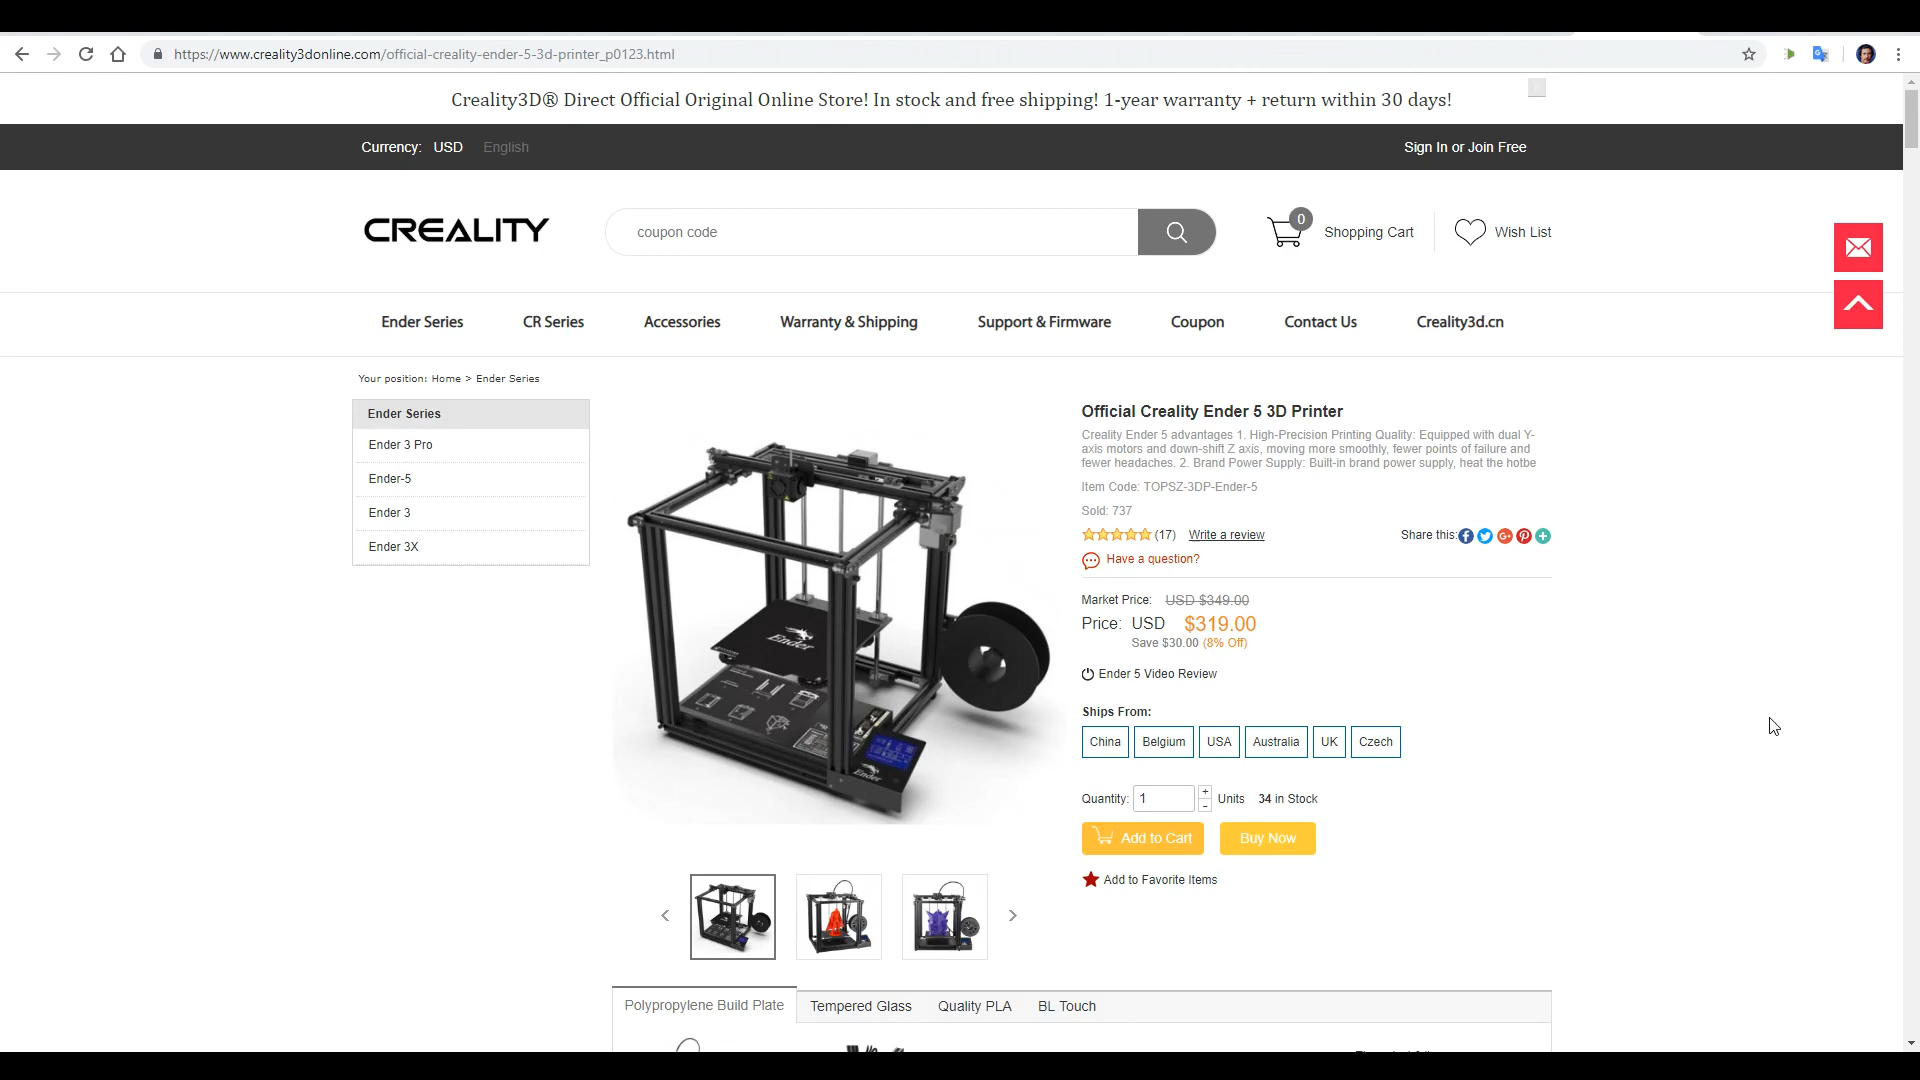 https://www.creality3donline.com/official-creality-ender-5-3d-printer_p0123.html
Creality3D® Direct Official Original Online Store! In stock and free shipping! 1-year warranty + return within 30 days!
Currency: USD English
Sign In or Join Free
CREALITY
coupon code
0
Shopping Cart
Wish List
Ender Series
CR Series
Accessories
Warranty & Shipping
Support & Firmware
Coupon
Contact Us
Creality3d.cn
Your position: Home > Ender Series
Ender Series
Ender 3 Pro
Ender-5
Ender 3
Ender 3X
Ender
Ender
Official Creality Ender 5 3D Printer
Creality Ender 5 advantages 1. High-Precision Printing Quality: Equipped with dual Y-
axis motors and down-shift Z axis, moving more smoothly, fewer points of failure and
fewer headaches. 2. Brand Power Supply: Built-in brand power supply, heat the hotbe
Item Code: TOPSZ-3DP-Ender-5
Sold: 737
(17) Write a review
Share this:
Have a question?
Market Price: USD $349.00
Price: USD $319.00
Save $30.00 (8% Off)
Ender 5 Video Review
Ships From:
China
Belgium
USA
Australia
UK
Czech
Quantity: 1 + - Units 34 in Stock
Add to Cart
Buy Now
Add to Favorite Items
Polypropylene Build Plate
Tempered Glass
Quality PLA
BL Touch